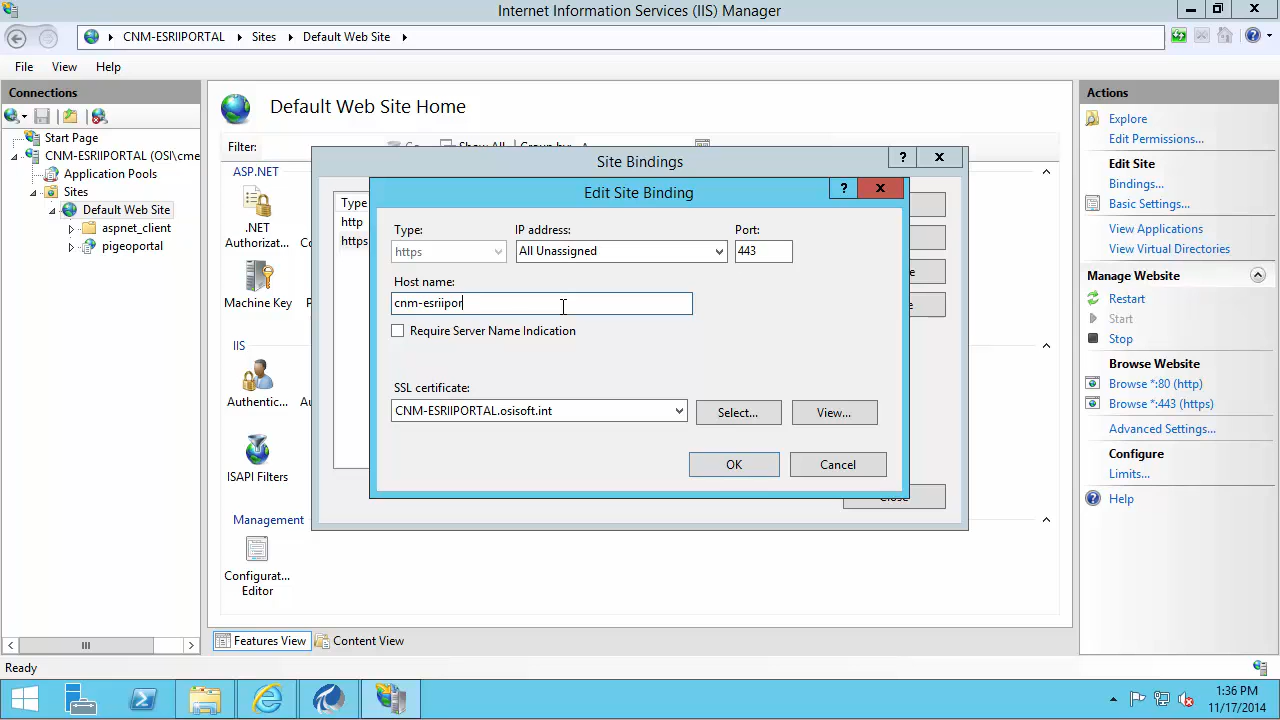 Internet Information Services (IIS) Manager
CNM-ESRIIPORTAL
Sites
Default Web Site
File View Help
Connections
Start Page
CNM-ESRIIPORTAL (OSI\cme
Application Pools
Sites
Default Web Site
aspnet_client
pigeoportal
Default Web Site Home
Filter:
Go
Show All
Group by:
ASP.NET
.NET
Authorizat...
Machine Key
IIS
Authentic...
ISAPI Filters
Management
Configurat...
Editor
Site Bindings
?
Type
http
https
Close
Edit Site Binding
?
Type:
IP address:
Port:
https
All Unassigned
443
Host name:
cnm-esriipor
Require Server Name Indication
SSL certificate:
CNM-ESRIIPORTAL.osisoft.int
Select...
View...
OK
Cancel
Features View
Content View
Actions
Explore
Edit Permissions...
Edit Site
Bindings...
Basic Settings...
View Applications
View Virtual Directories
Manage Website
Restart
Start
Stop
Browse Website
Browse *:80 (http)
Browse *:443 (https)
Advanced Settings...
Configure
Limits...
Help
Ready
1:36 PM
11/17/2014